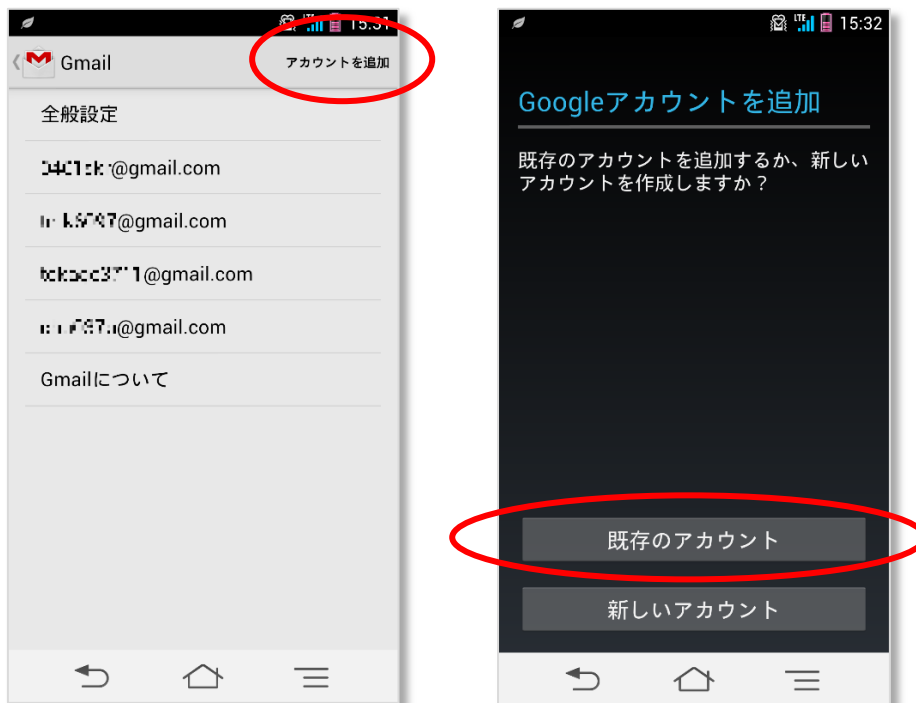 15:31
Gmail
アカウントを追加
全般設定
@gmail.com
@gmail.com
@gmail.com
@gmail.com
Gmailについて
LTE 15:32
Googleアカウントを追加
既存のアカウントを追加するか、新しい
アカウントを作成しますか？
既存のアカウント
新しいアカウント